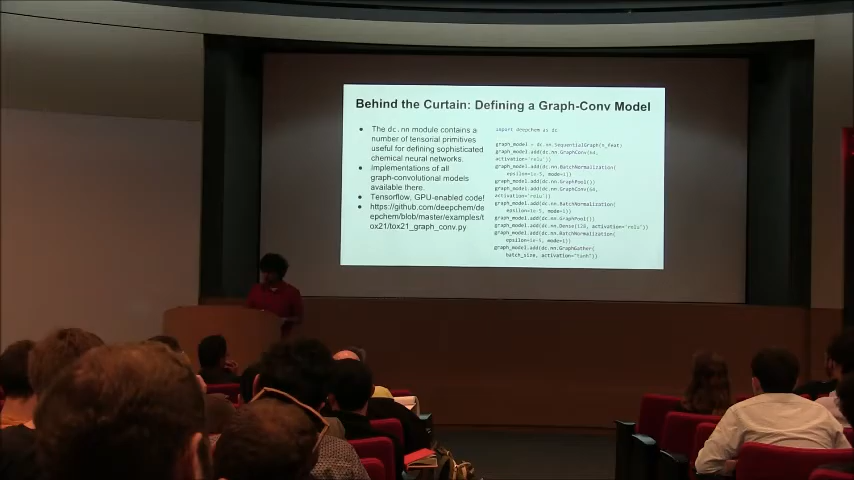 Behind the Curtain: Defining a Graph-Conv Model
● The dc.nn module contains a
number of tensorial primitives
useful for defining sophisticated
chemical neural networks.
● Implementations of all
graph-convolutional models
available there.
● Tensorflow, GPU-enabled code!
● https://github.com/deepchem/de
epchem/blob/master/examples/t
ox21/tox21_graph_conv.py
import deepchem as dc
graph_model = dc.nn.SequentialGraph(n_feat)
graph_model.add(dc.nn.GraphConv(64,
activation='relu'))
graph_model.add(dc.nn.BatchNormalization(
epsilon=1e-5, mode=1))
graph_model.add(dc.nn.GraphPool())
graph_model.add(dc.nn.GraphConv(64,
activation='relu'))
graph_model.add(dc.nn.BatchNormalization(
epsilon=1e-5, mode=1))
graph_model.add(dc.nn.GraphPool())
graph_model.add(dc.nn.Dense(128, activation='relu'))
graph_model.add(dc.nn.BatchNormalization(
epsilon=1e-5, mode=1))
graph_model.add(dc.nn.GraphGather(
batch_size, activation="tanh"))